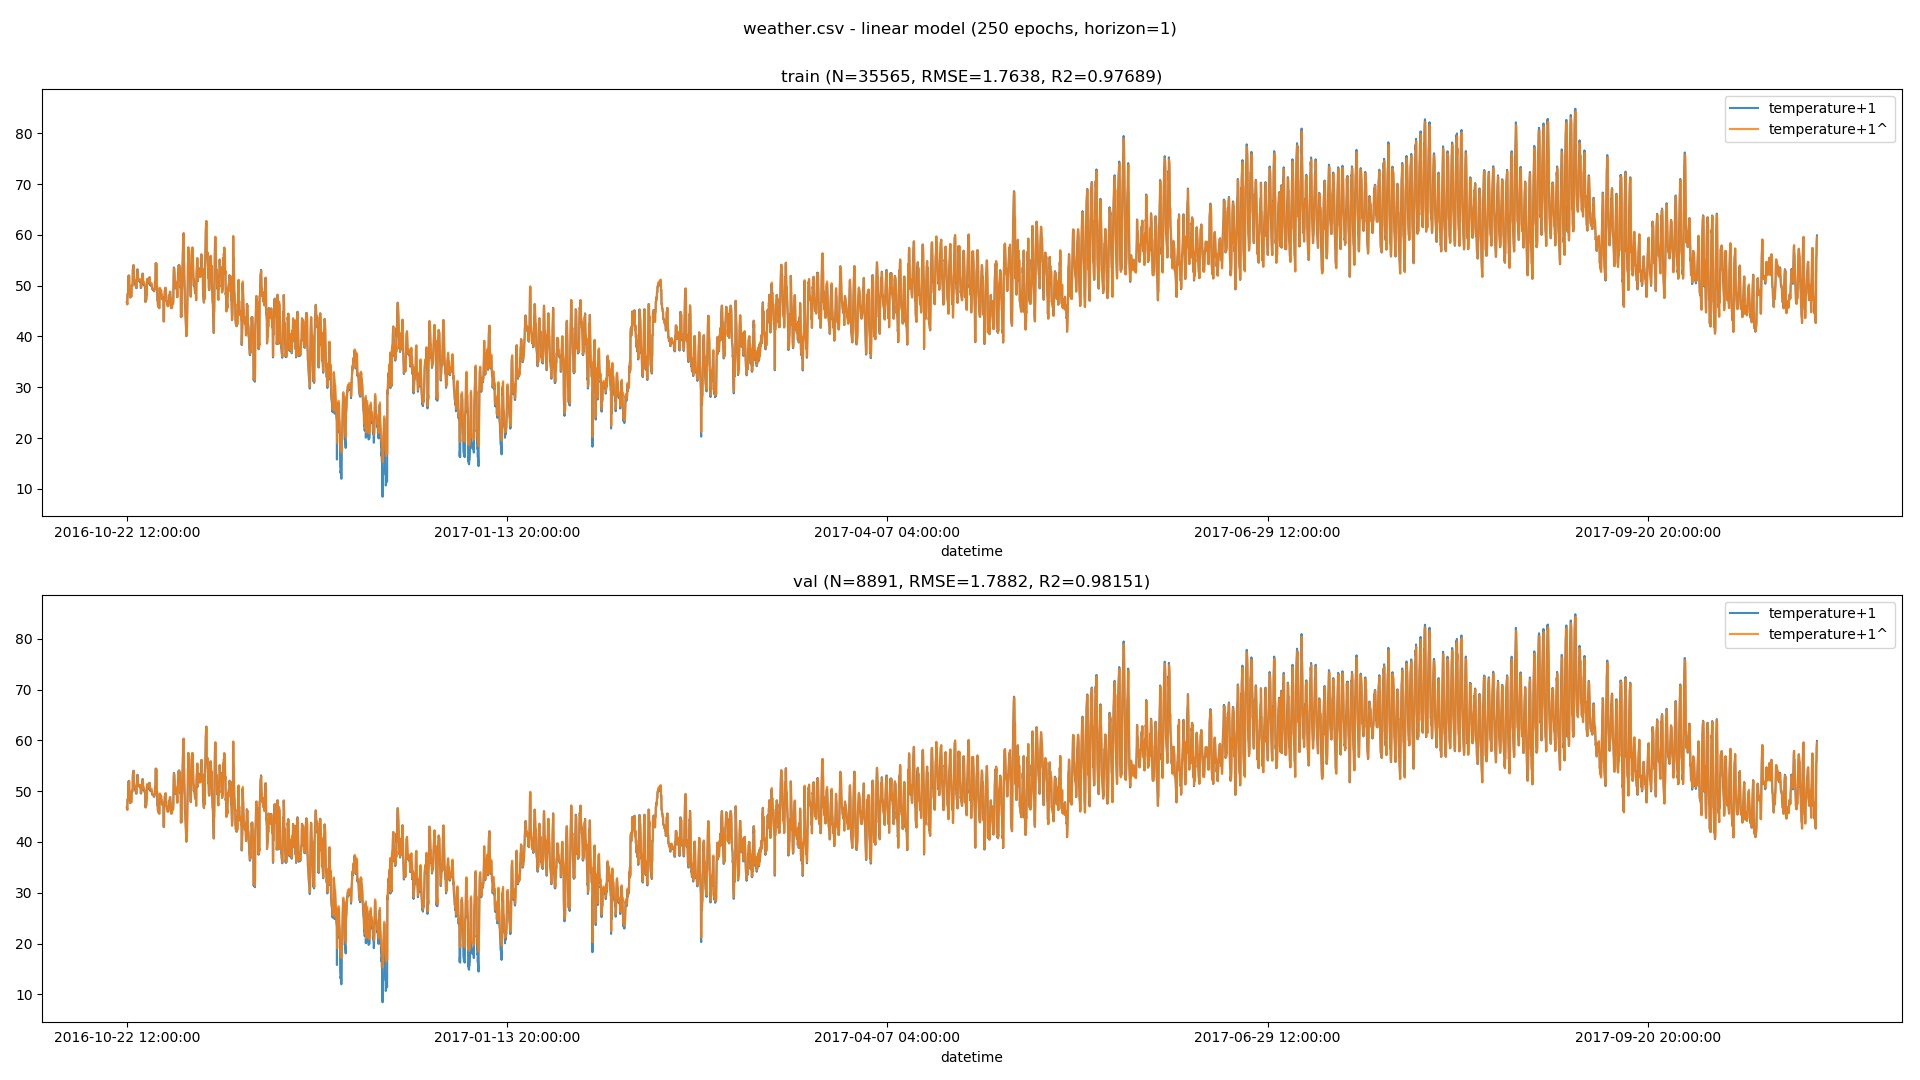 weather.csv - linear model (250 epochs, horizon=1)
train (N=35565, RMSE=1.7638, R2=0.97689)
temperature+1
temperature+1^
80
70
60
50
40
30
20
10
2016-10-22 12:00:00 2017-01-13 20:00:00 2017-04-07 04:00:00 2017-06-29 12:00:00 2017-09-20 20:00:00
datetime
val (N=8891, RMSE=1.7882, R2=0.98151)
temperature+1
temperature+1^
80
70
60
50
40
30
20
10
2016-10-22 12:00:00 2017-01-13 20:00:00 2017-04-07 04:00:00 2017-06-29 12:00:00 2017-09-20 20:00:00
datetime